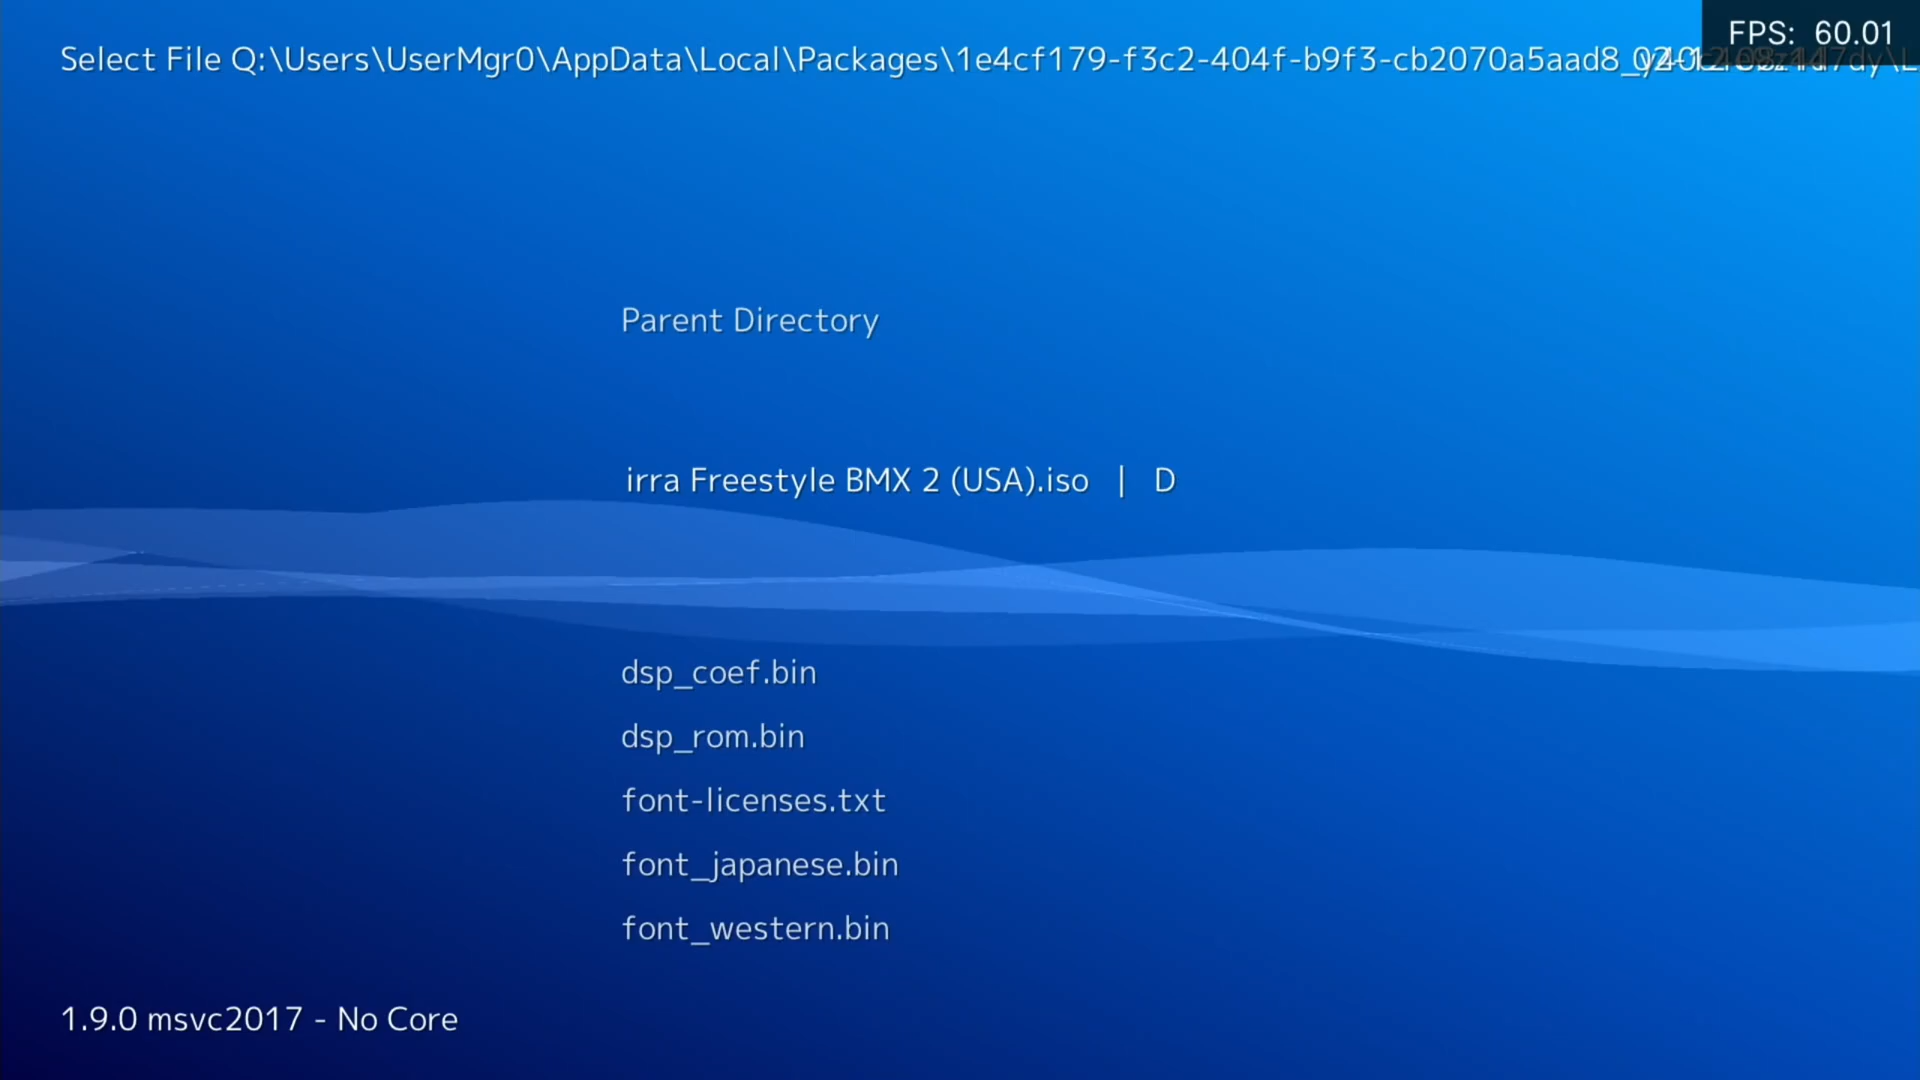 FPS: 60.01
Select File Q:\Users\UserMgr0\AppData\Local\Packages\1e4cf179-f3c2-404f-b9f3-cb2070a5aad8_
Parent Directory
irra Freestyle BMX 2 (USA).iso | D
dsp_coef.bin
dsp_rom.bin
font-licenses.txt
font_japanese.bin
font_western.bin
1.9.0 msvc2017 - No Core